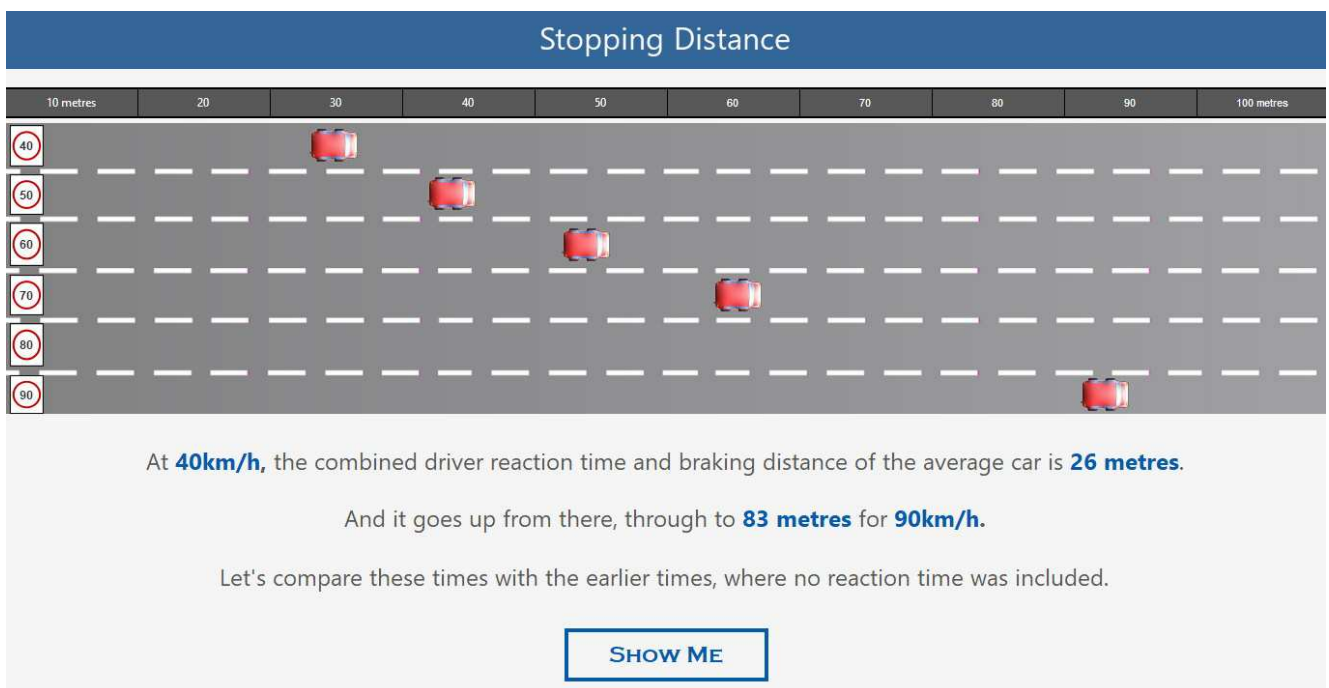 Stopping Distance
10 metres 20 30 40 50 60 70 80 90 100 metres
40
50
60
70
80
90
At 40km/h, the combined driver reaction time and braking distance of the average car is 26 metres.
And it goes up from there, through to 83 metres for 90km/h.
Let's compare these times with the earlier times, where no reaction time was included.
SHOW ME